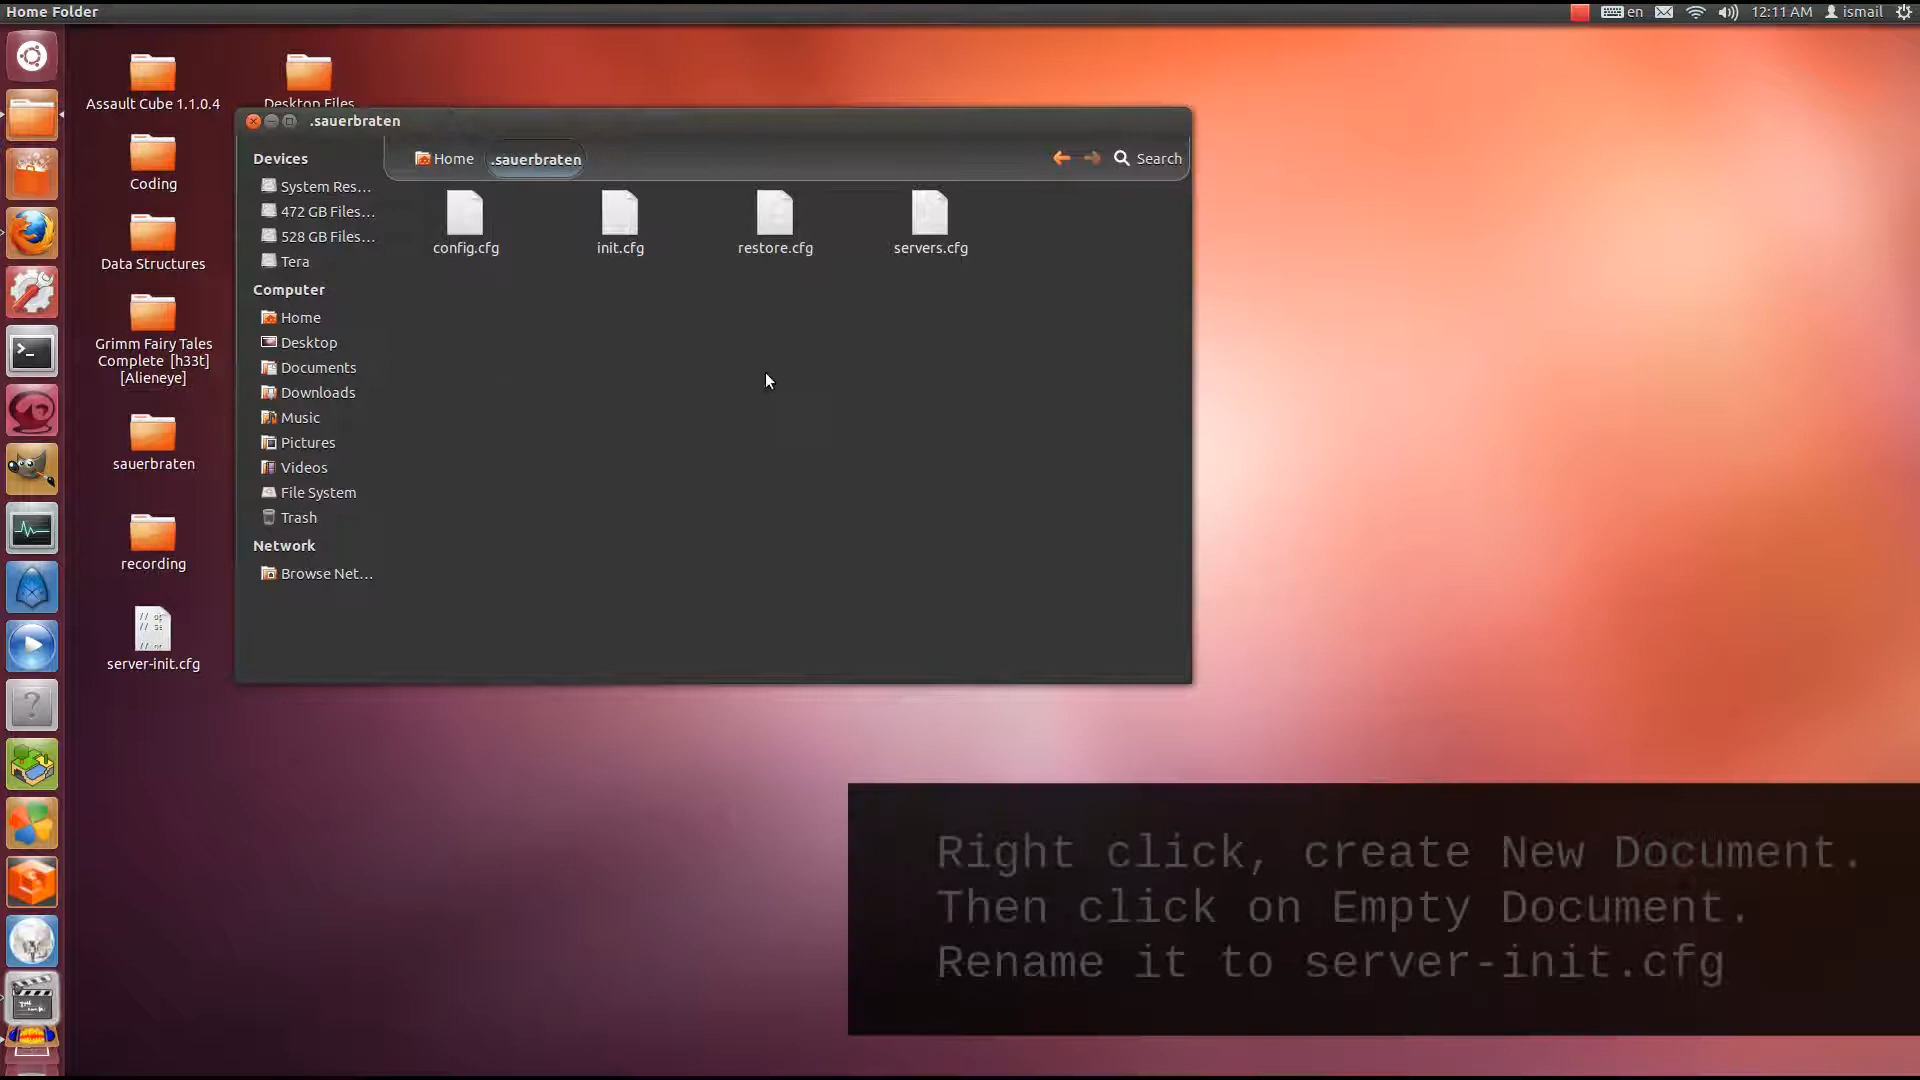 Home Folder
en
12:11 AM
ismail
Assault Cube 1.1.0.4
Desktop Files
Coding
Data Structures
Grimm Fairy Tales
Complete [h33t]
[Alieneye]
sauerbraten
recording
// op
// se
// or
server-init.cfg
.sauerbraten
Devices
System Res...
472 GB Files...
528 GB Files...
Tera
Computer
Home
Desktop
Documents
Downloads
Music
Pictures
Videos
File System
Trash
Network
Browse Net...
Home
.sauerbraten
Search
config.cfg
init.cfg
restore.cfg
servers.cfg
Right click, create New Document.
Then click on Empty Document.
Rename it to server-init.cfg